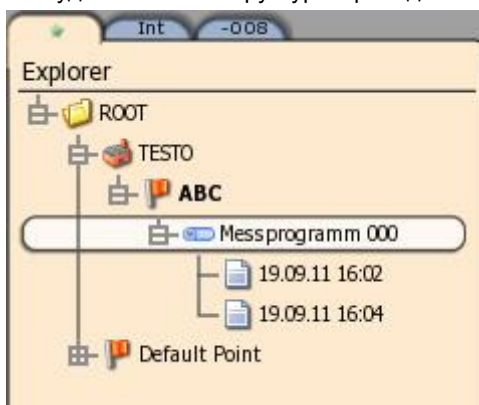 Int
-008
Explorer
ROOT
TESTO
ABC
Messprogramm 000
19.09.11 16:02
19.09.11 16:04
Default Point